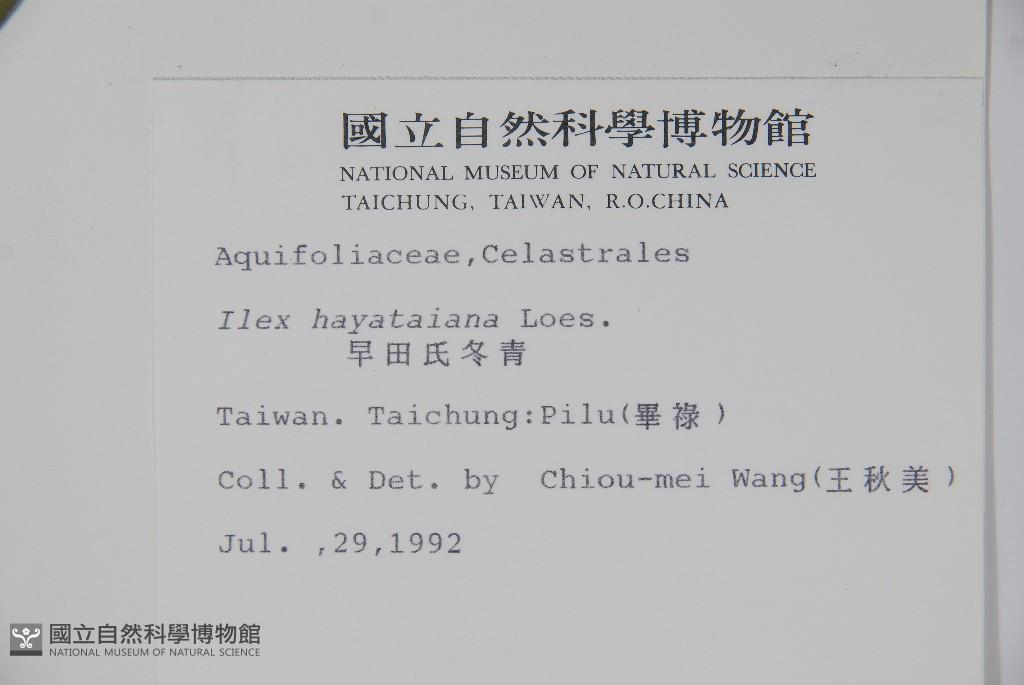 國立自然科學博物館
NATIONAL MUSEUM OF NATURAL SCIENCE
TAICHUNG, TAIWAN, R.O.CHINA
Aquifoliaceae,Celastrales
Ilex hayataiana Loes.
早田氏冬青
Taiwan. Taichung:Pilu(畢祿)
Coll. & Det. by Chiou-mei Wang(王秋美)
Jul. ,29,1992
國立自然科學博物館
NATIONAL MUSEUM OF NATURAL SCIENCE